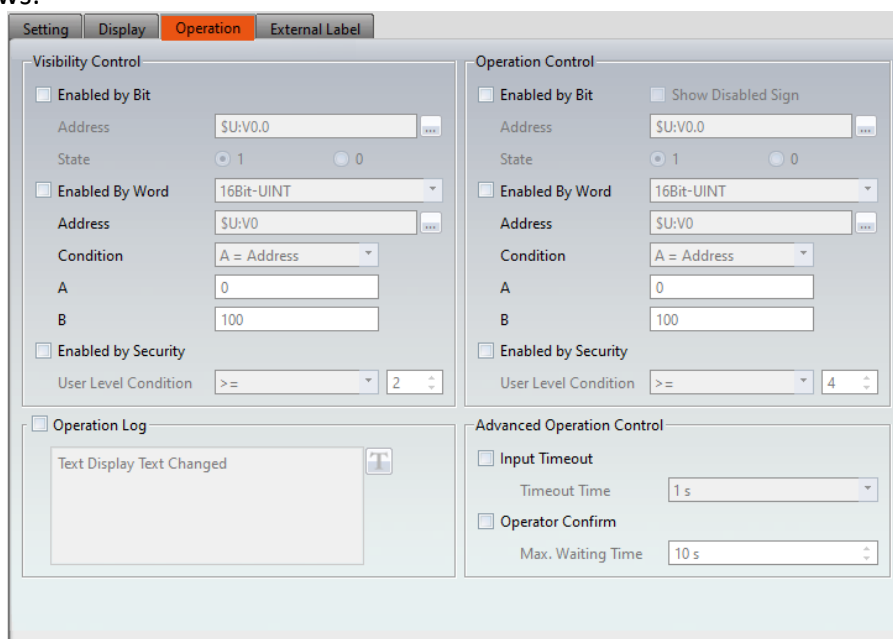 Setting Display Operation External Label
Visibility Control
Enabled by Bit
Address $U:V0.0 ...
State 1 0
Enabled By Word 16Bit-UINT
Address $U:V0 ...
Condition A = Address
A 0
B 100
Enabled by Security
User Level Condition >= 2
Operation Control
Enabled by Bit Show Disabled Sign
Address $U:V0.0 ...
State 1 0
Enabled By Word 16Bit-UINT
Address $U:V0 ...
Condition A = Address
A 0
B 100
Enabled by Security
User Level Condition >= 4
Operation Log
Text Display Text Changed T
Advanced Operation Control
Input Timeout
Timeout Time 1 s
Operator Confirm
Max. Waiting Time 10 s